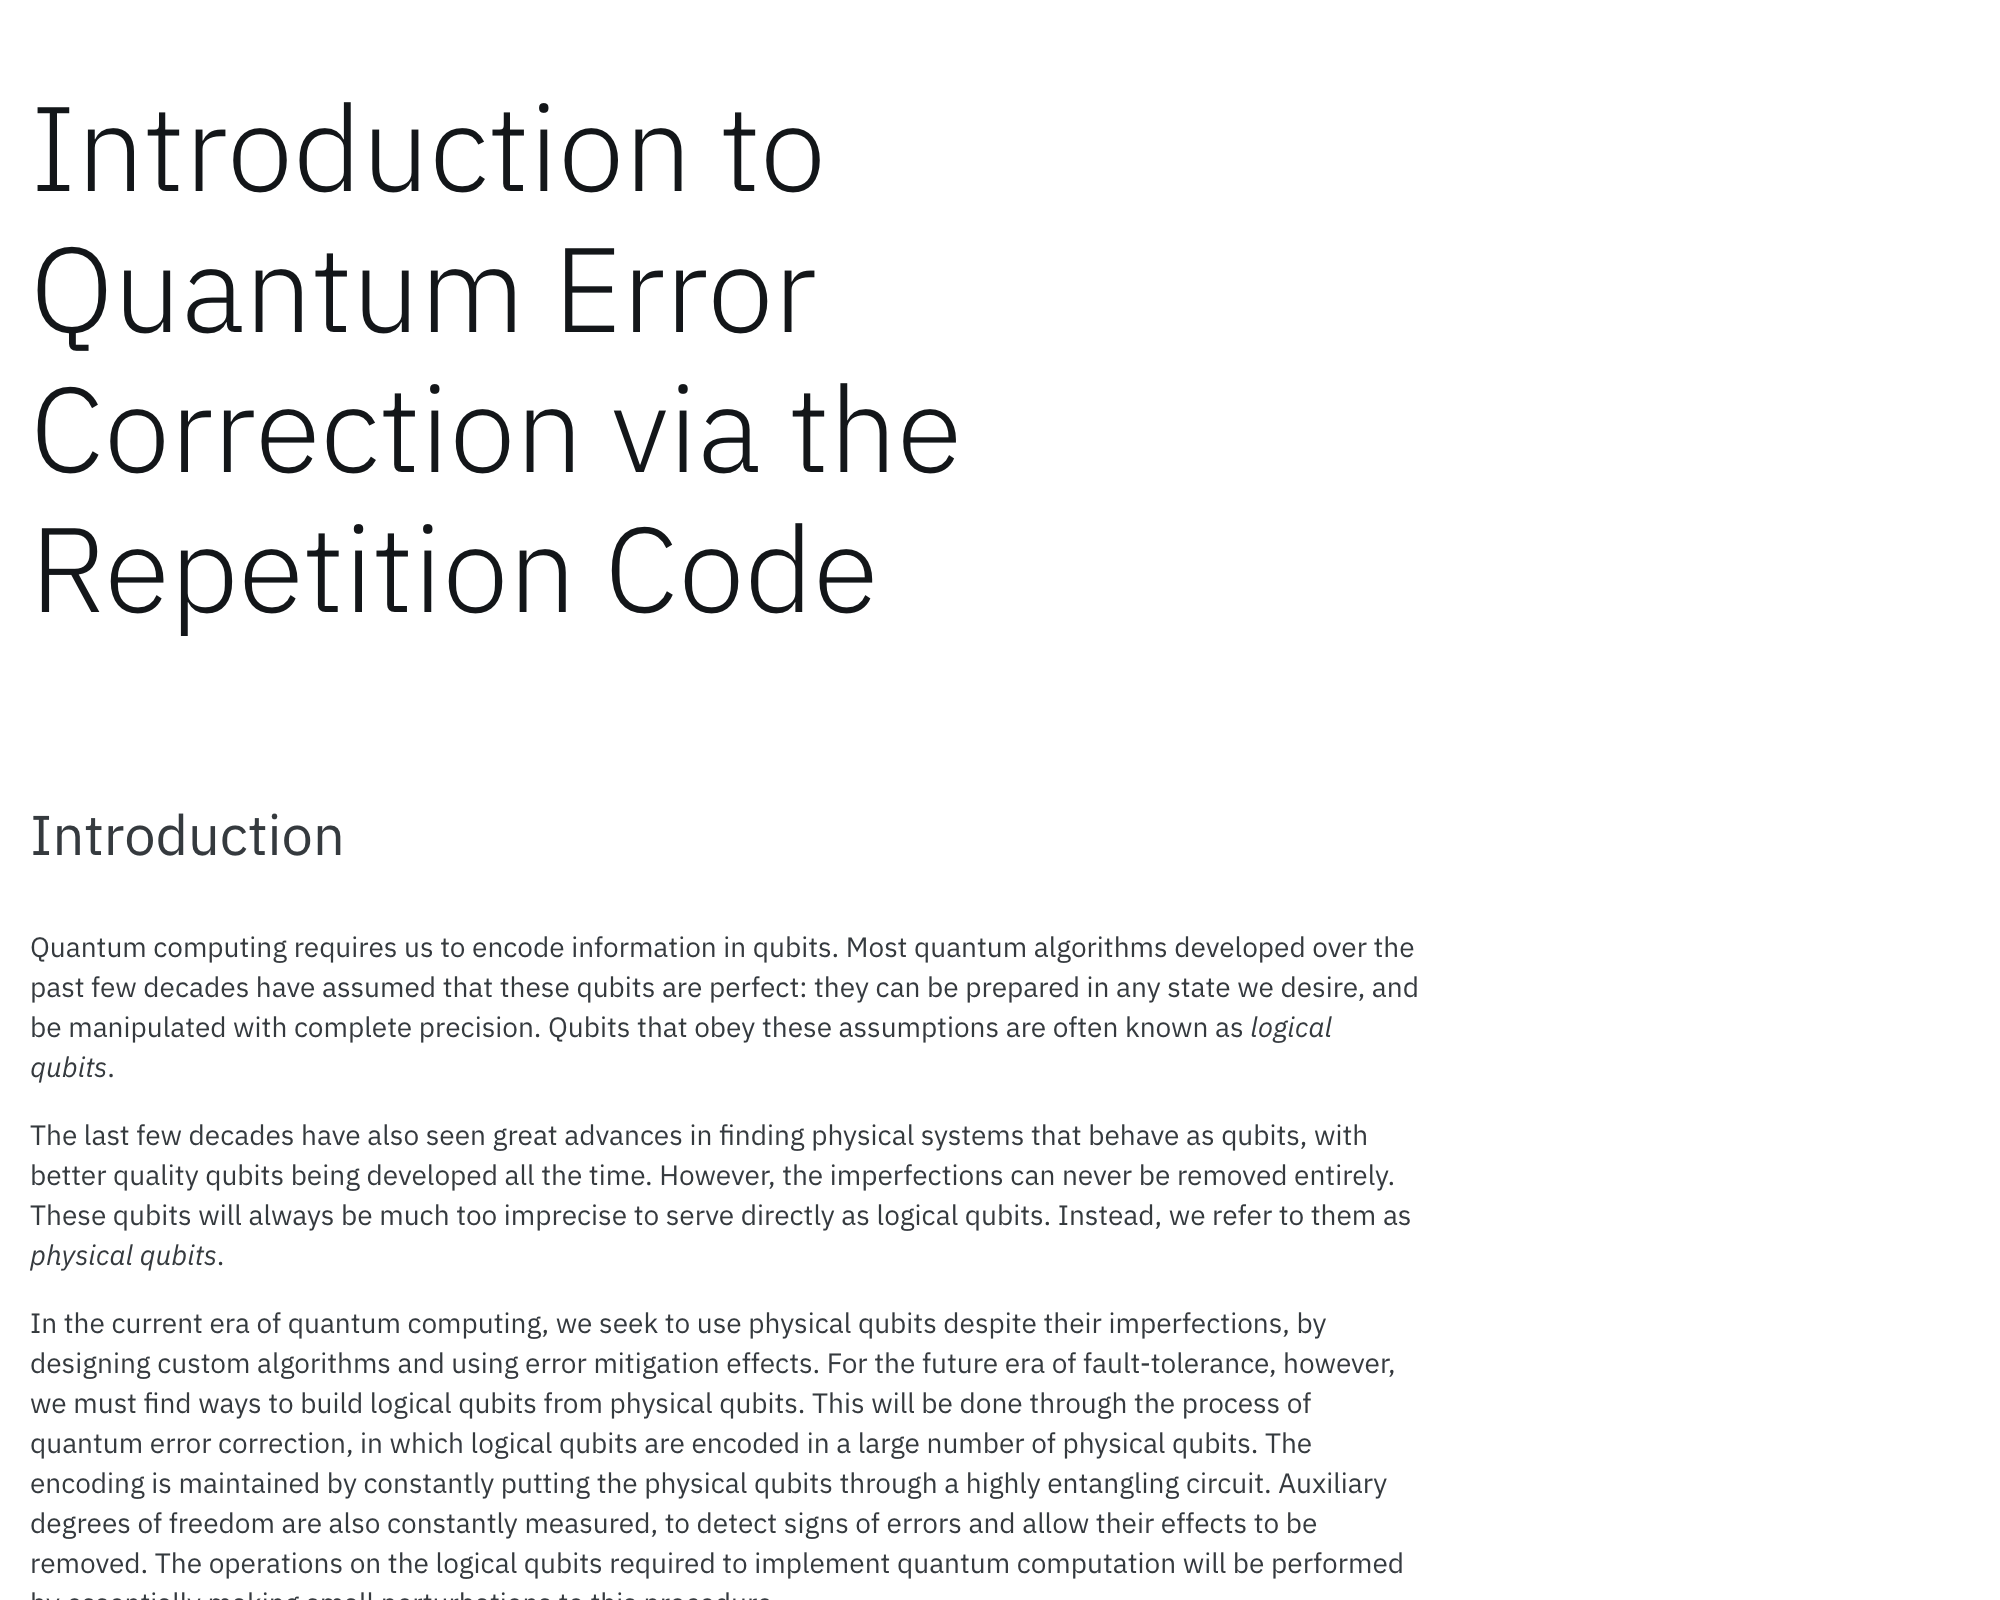 Introduction to
Quantum Error
Correction via the
Repetition Code
Introduction
Quantum computing requires us to encode information in qubits. Most quantum algorithms developed over the
past few decades have assumed that these qubits are perfect: they can be prepared in any state we desire, and
be manipulated with complete precision. Qubits that obey these assumptions are often known as logical
qubits.
The last few decades have also seen great advances in finding physical systems that behave as qubits, with
better quality qubits being developed all the time. However, the imperfections can never be removed entirely.
These qubits will always be much too imprecise to serve directly as logical qubits. Instead, we refer to them as
physical qubits.
In the current era of quantum computing, we seek to use physical qubits despite their imperfections, by
designing custom algorithms and using error mitigation effects. For the future era of fault-tolerance, however,
we must find ways to build logical qubits from physical qubits. This will be done through the process of
quantum error correction, in which logical qubits are encoded in a large number of physical qubits. The
encoding is maintained by constantly putting the physical qubits through a highly entangling circuit. Auxiliary
degrees of freedom are also constantly measured, to detect signs of errors and allow their effects to be
removed. The operations on the logical qubits required to implement quantum computation will be performed
by essentially making small perturbations to this procedure.